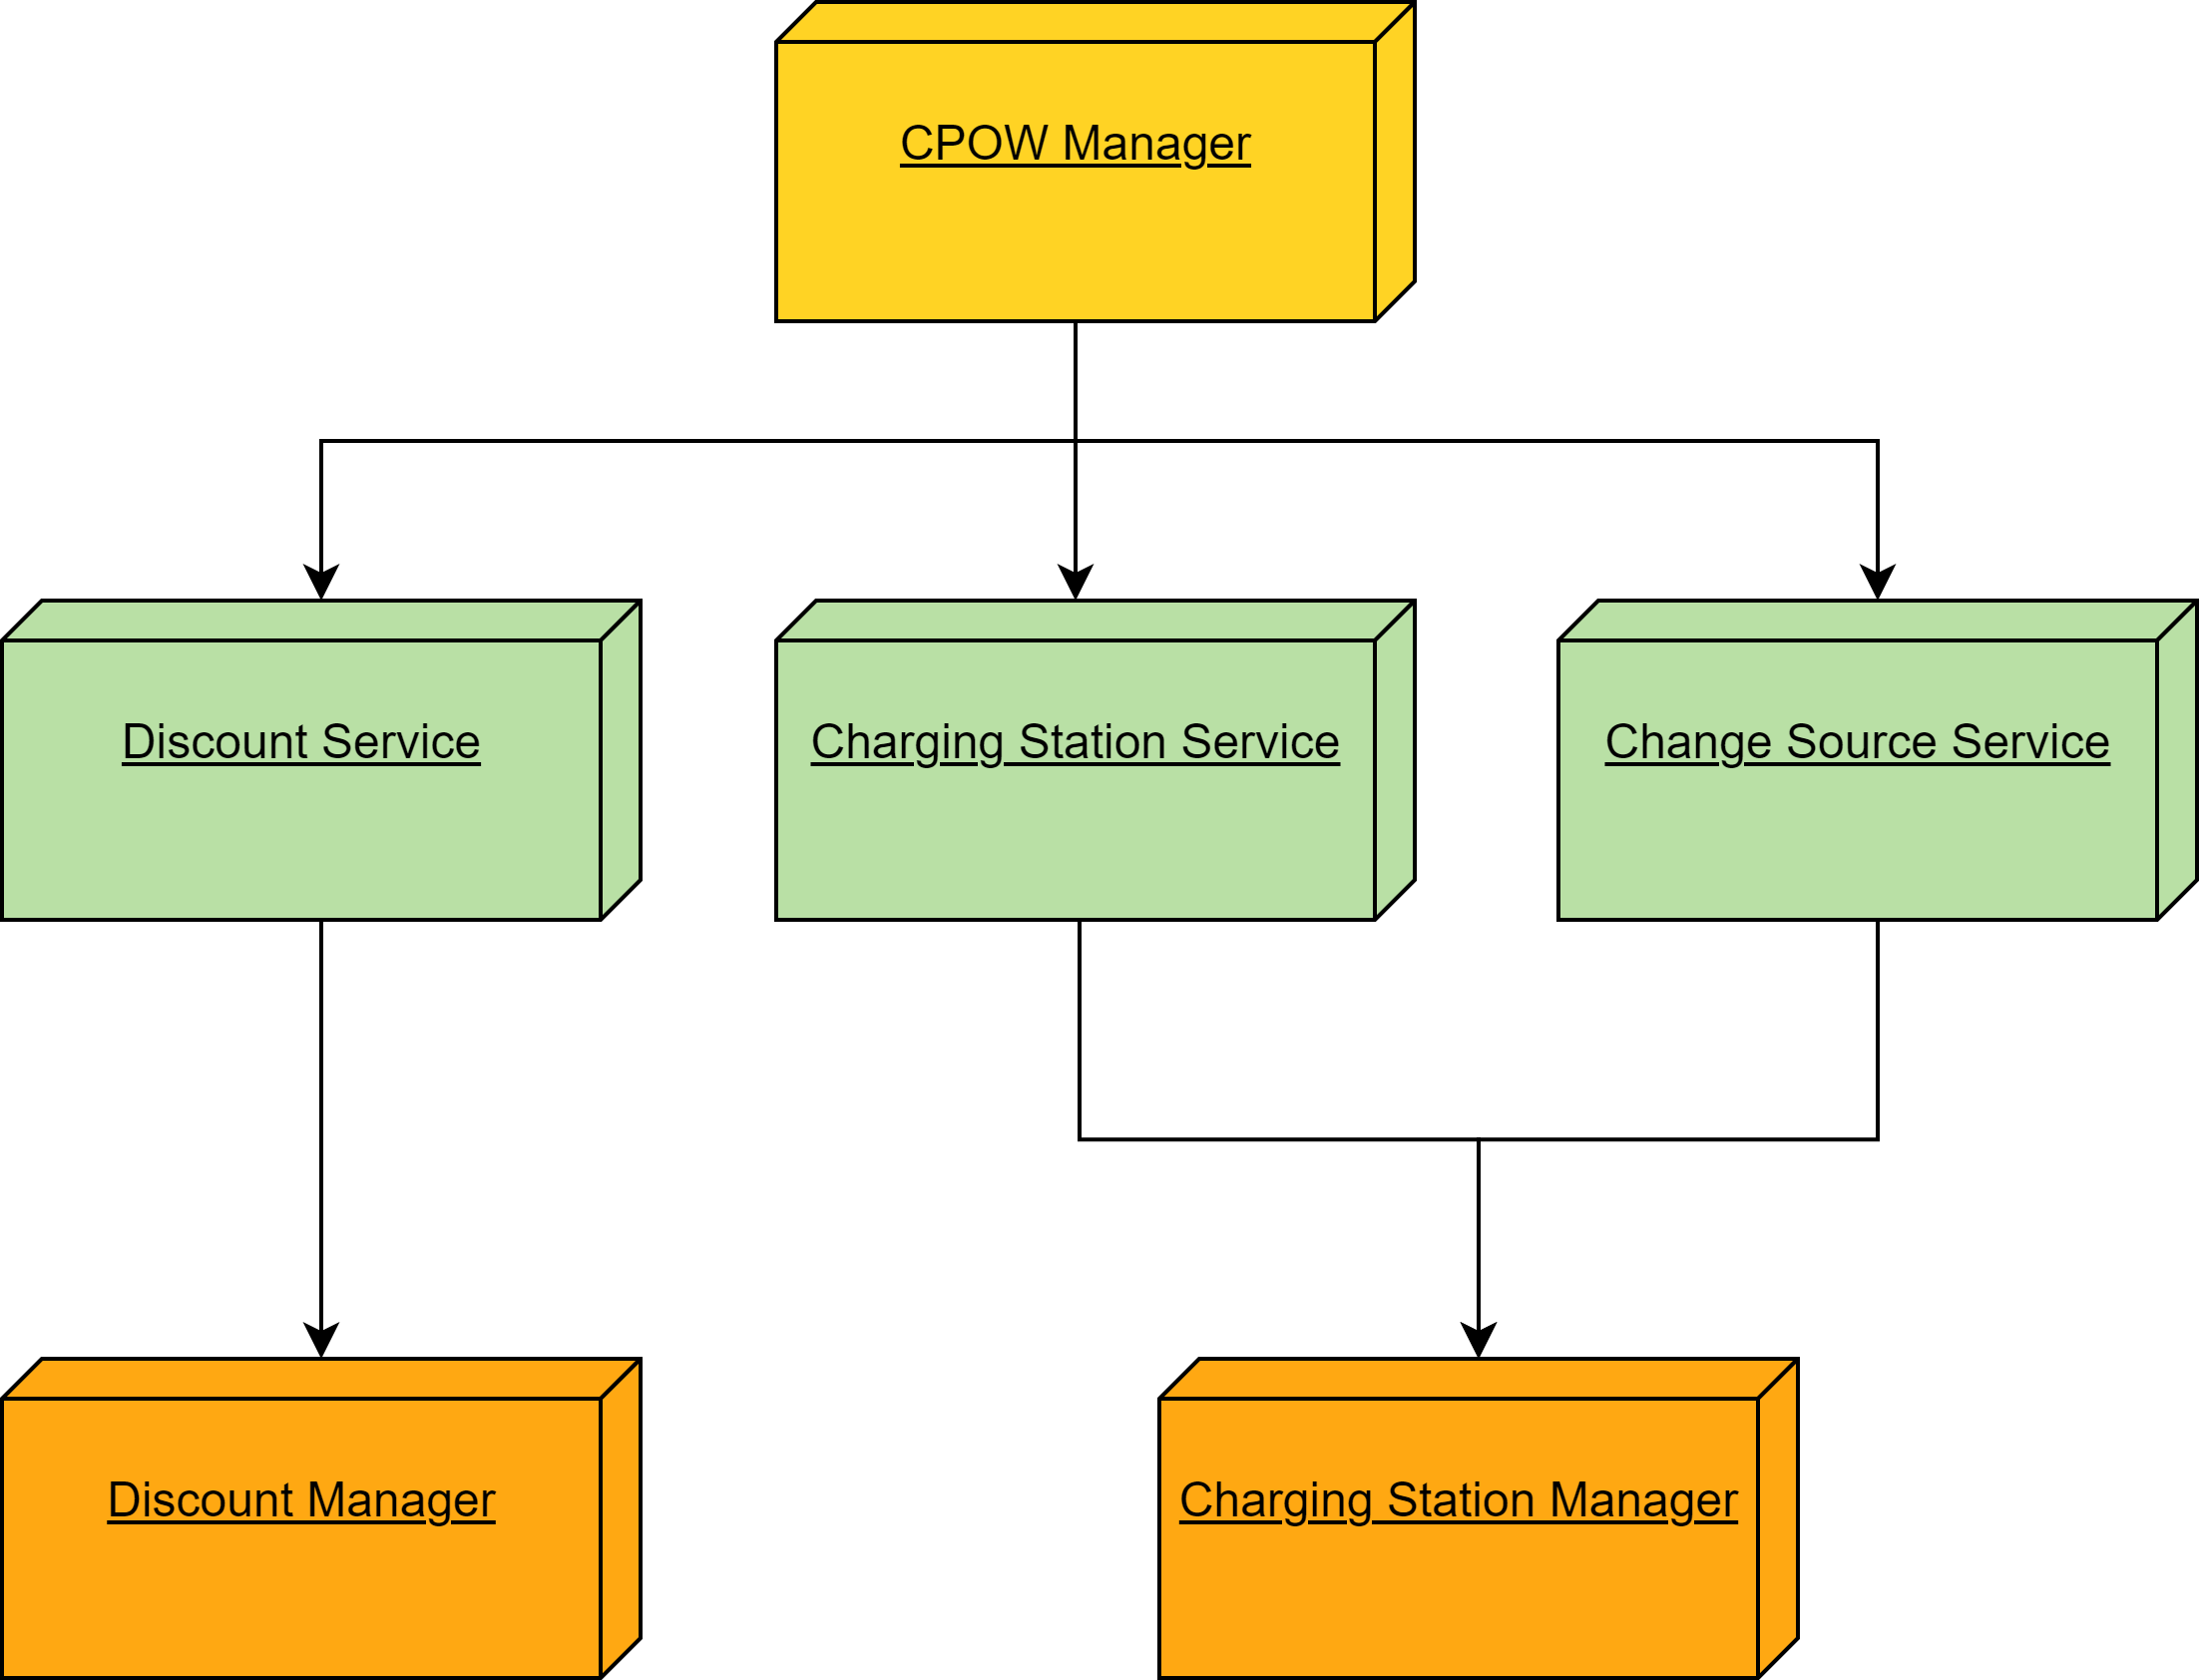 CPOW Manager
Discount Service
Charging Station Service
Change Source Service
Discount Manager
Charging Station Manager